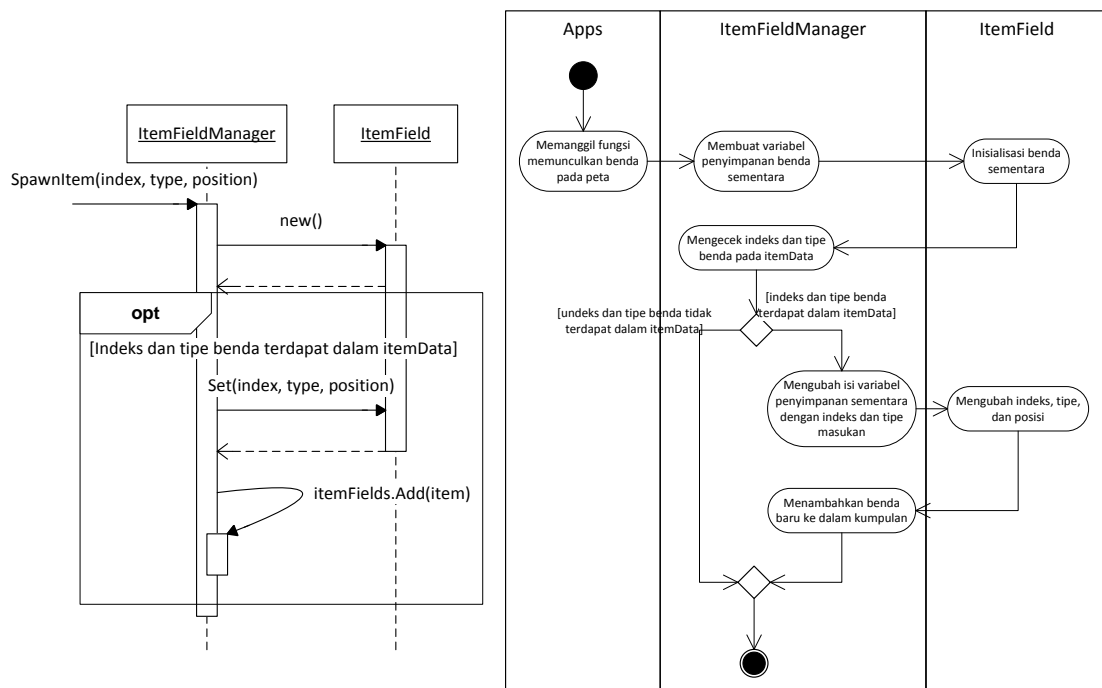 ItemFieldManager
ItemField
SpawnItem(index, type, position)
new()
opt
[Indeks dan tipe benda terdapat dalam itemData]
Set(index, type, position)
itemFields.Add(item)
Apps
ItemFieldManager
ItemField
Memanggil fungsi
memunculkan benda
pada peta
Membuat variabel
penyimpanan benda
sementara
Inisialisasi benda
sementara
Mengecek indeks dan tipe
benda pada itemData
[undeks dan tipe benda tidak
terdapat dalam itemData]
[indeks dan tipe benda
terdapat dalam itemData]
Mengubah isi variabel
penyimpanan sementara
dengan indeks dan tipe
masukan
Mengubah indeks, tipe,
dan posisi
Menambahkan benda
baru ke dalam kumpulan